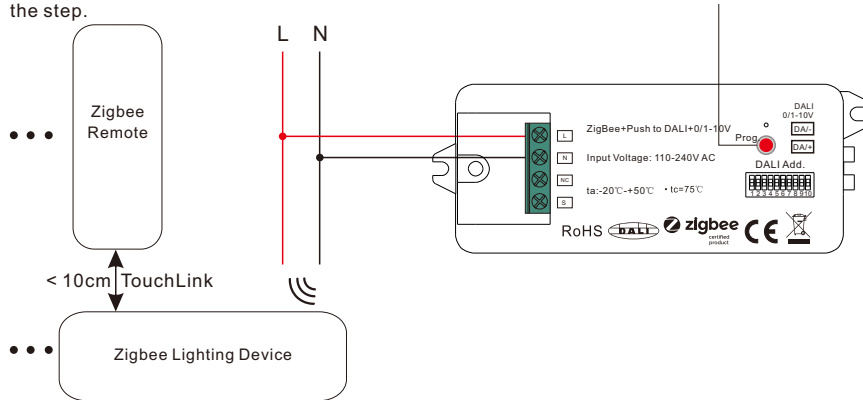 the step.
L N
Zigbee
Remote
< 10cm TouchLink
Zigbee Lighting Device
L
N
NC
S
ZigBee+Push to DALI+0/1-10V
Input Voltage: 110-240V AC
ta:-20℃-+50℃ • tc=75℃
RoHS DALI zigbee
certified
product
CE
Prog.
DALI
0/1-10V
DA/-
DA/+
DALI Add.
1 2 3 4 5 6 7 8 9 10